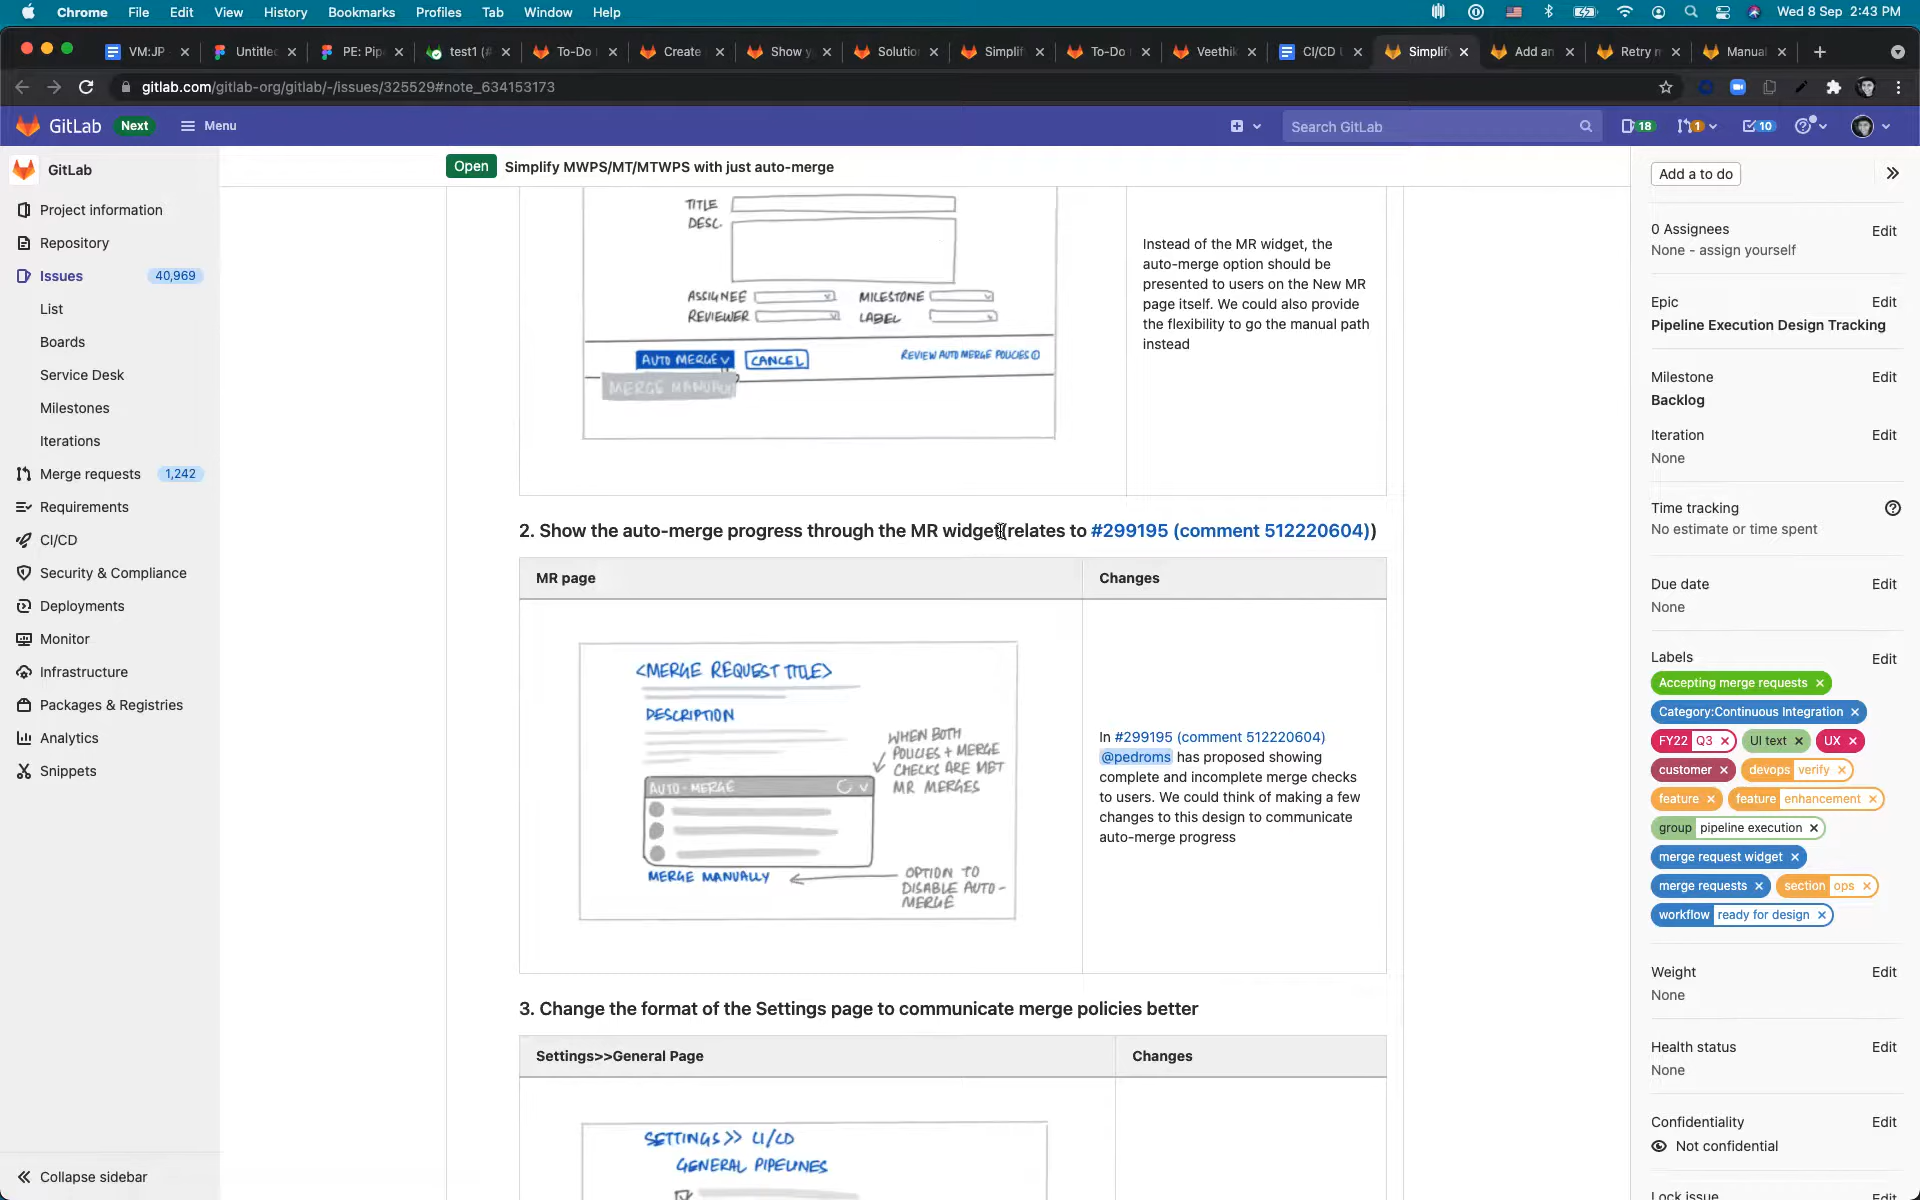 Chrome File Edit View History Bookmarks Profiles Tab Window Help
Wed 8 Sep 2:43 PM
VM:JP
Untitle
PE: Pip
test1 (#
To-Do
Create
Show y
Solutio
Simplif
To-Do
Veethik
CI/CD
Simplify
Add an
Retry
Manual
gitlab.com/gitlab-org/gitlab/-/issues/325529#note_634153173
GitLab Next Menu
Search GitLab
18
1
10
GitLab
Project information
Repository
Issues 40,969
List
Boards
Service Desk
Milestones
Iterations
Merge requests 1,242
Requirements
CI/CD
Security & Compliance
Deployments
Monitor
Infrastructure
Packages & Registries
Analytics
Snippets
Collapse sidebar
Open Simplify MWPS/MT/MTWPS with just auto-merge
TITLE
DESC.
ASSIGNEE MILESTONE
REVIEWER LABEL
AUTO MERGE CANCEL REVIEW AUTO MERGE POLICIES
MERGE MANUALLY
Instead of the MR widget, the
auto-merge option should be
presented to users on the New MR
page itself. We could also provide
the flexibility to go the manual path
instead
2. Show the auto-merge progress through the MR widget(relates to #299195 (comment 512220604))
MR page Changes
<MERGE REQUEST TITLE>
DESCRIPTION
WHEN BOTH
POLICIES + MERGE
CHECKS ARE MET
MR MERGES
AUTO-MERGE
MERGE MANUALLY
OPTION TO
DISABLE AUTO-
MERGE
In #299195 (comment 512220604)
@pedroms has proposed showing
complete and incomplete merge checks
to users. We could think of making a few
changes to this design to communicate
auto-merge progress
3. Change the format of the Settings page to communicate merge policies better
Settings>>General Page Changes
SETTINGS>> CI/CD
GENERAL PIPELINES
Add a to do
0 Assignees Edit
None - assign yourself
Epic Edit
Pipeline Execution Design Tracking
Milestone Edit
Backlog
Iteration Edit
None
Time tracking
No estimate or time spent
Due date Edit
None
Labels Edit
Accepting merge requests
Category:Continuous Integration
FY22 Q3 UI text UX
customer devops verify
feature feature enhancement
group pipeline execution
merge request widget
merge requests section ops
workflow ready for design
Weight Edit
None
Health status Edit
None
Confidentiality Edit
Not confidential
Lock issue Edit